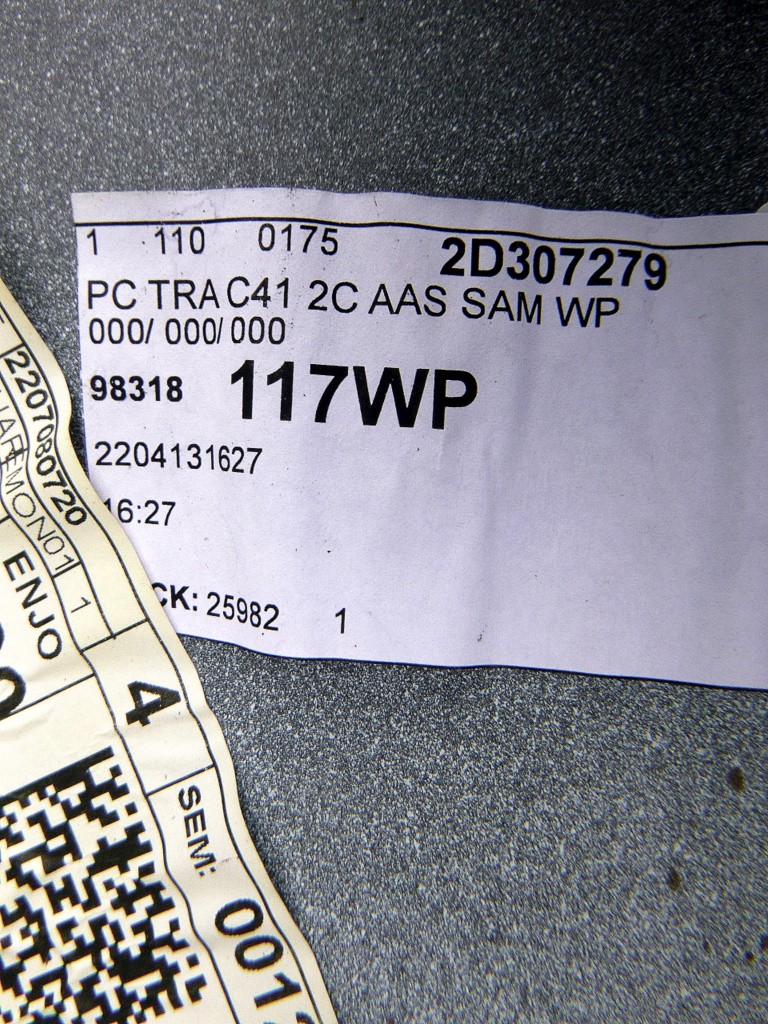 1 110 0175 2D307279
PC TRA C41 2C AAS SAM WP
000/ 000/ 000
98318 117WP
2204131627
16:27
CK: 25982 1
2207080720
MON01 1
ENJO
4
SEM:
001